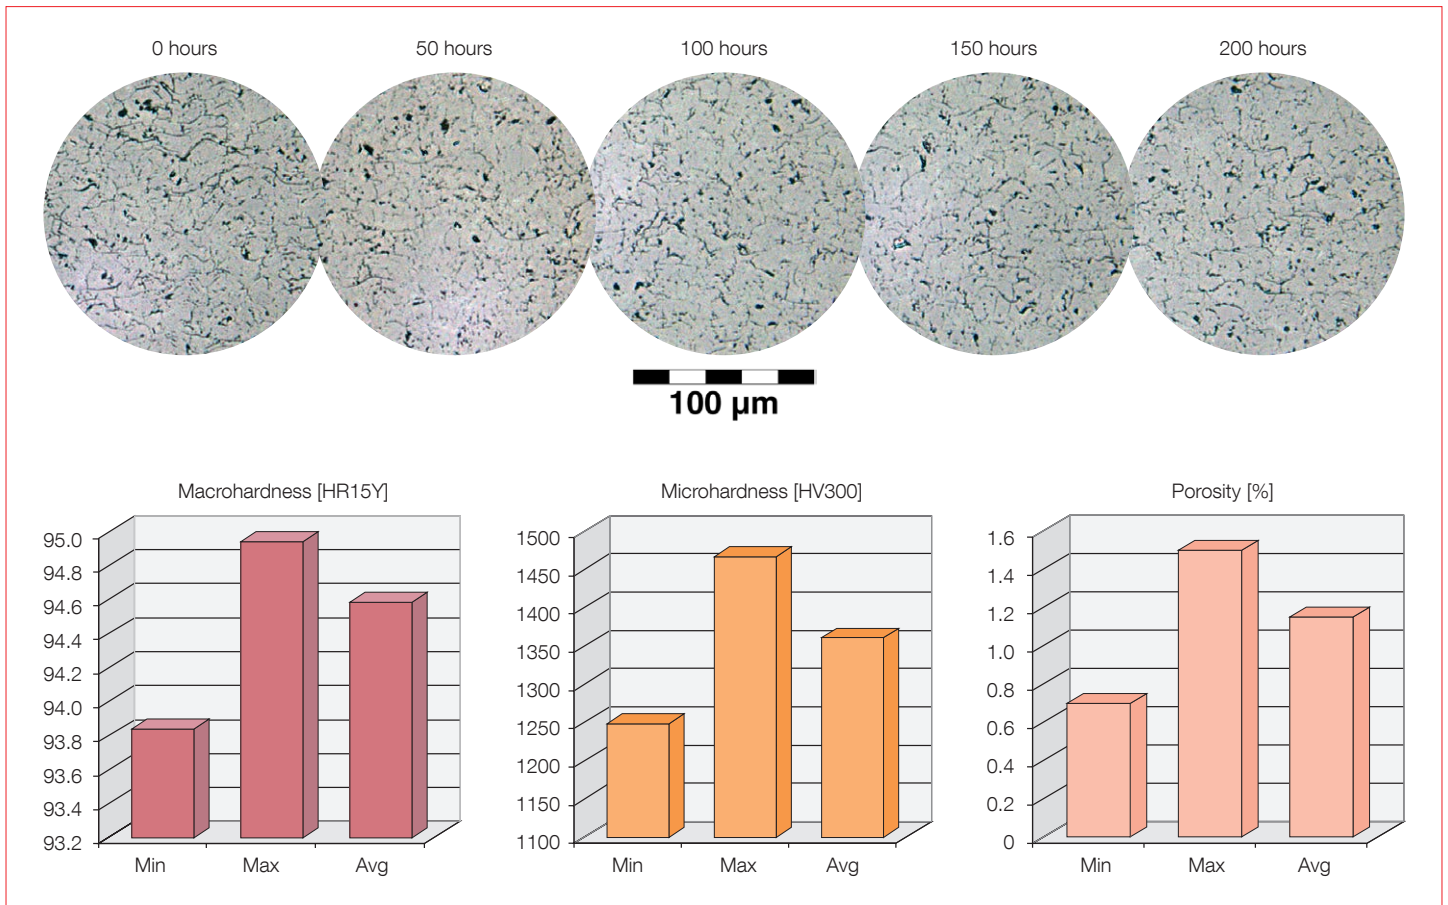 0 hours
50 hours
100 hours
150 hours
200 hours
100 µm
Macrohardness [HR15Y]
95.0
94.8
94.6
94.4
94.2
94.0
93.8
93.6
93.4
93.2
Min
Max
Avg
Microhardness [HV300]
1500
1450
1400
1350
1300
1250
1200
1150
1100
Min
Max
Avg
Porosity [%]
1.6
1.4
1.2
1.0
0.8
0.6
0.4
0.2
0
Min
Max
Avg